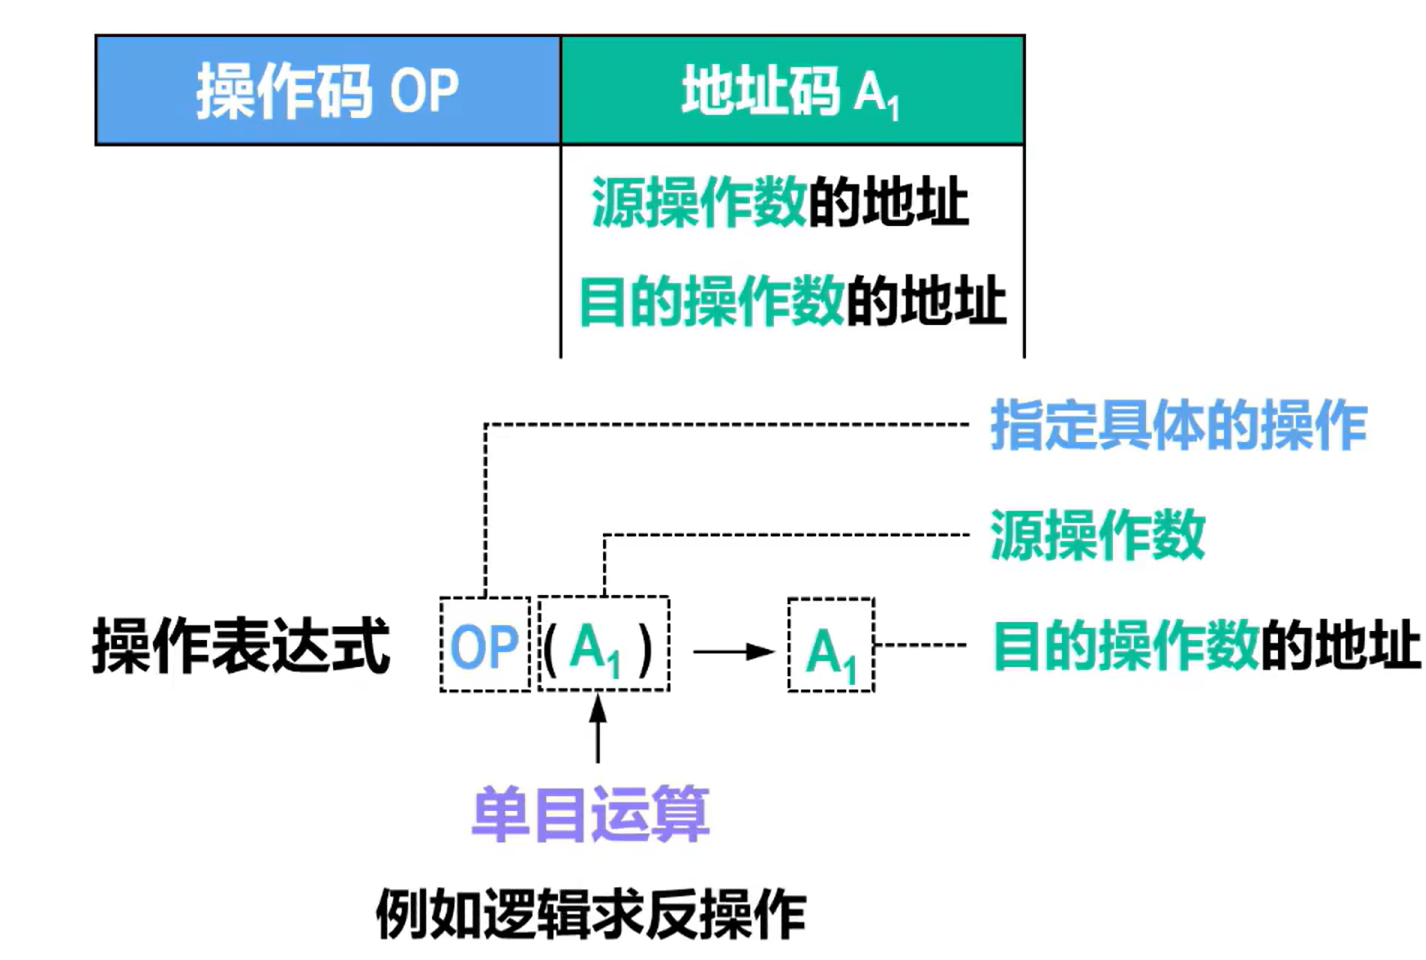 操作码 OP
地址码 A₁
源操作数的地址
目的操作数的地址
指定具体的操作
源操作数
操作表达式 OP (A₁) → A₁
目的操作数的地址
单目运算
例如逻辑求反操作